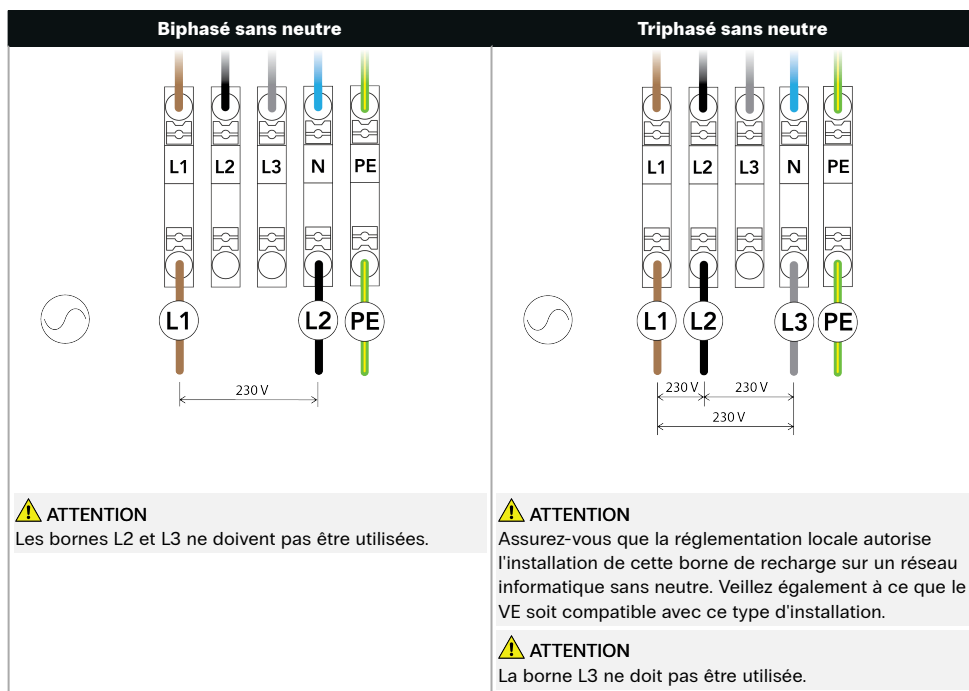 Biphasé sans neutre
L1 L2 L3 N PE
L1 L2 PE
230 V
ATTENTION
Les bornes L2 et L3 ne doivent pas être utilisées.
Triphasé sans neutre
L1 L2 L3 N PE
L1 L2 L3 PE
230 V 230 V
230 V
ATTENTION
Assurez-vous que la réglementation locale autorise
l'installation de cette borne de recharge sur un réseau
informatique sans neutre. Veillez également à ce que le
VE soit compatible avec ce type d'installation.
ATTENTION
La borne L3 ne doit pas être utilisée.